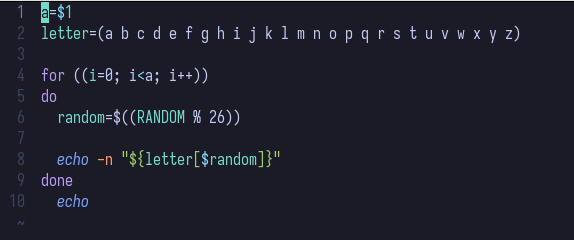 1 a=$1
2 letter=(a b c d e f g h i j k l m n o p q r s t u v w x y z)
3
4 for ((i=0; i<a; i++))
5 do
6   random=$((RANDOM % 26))
7
8   echo -n "${letter[$random]}"
9 done
10   echo
~